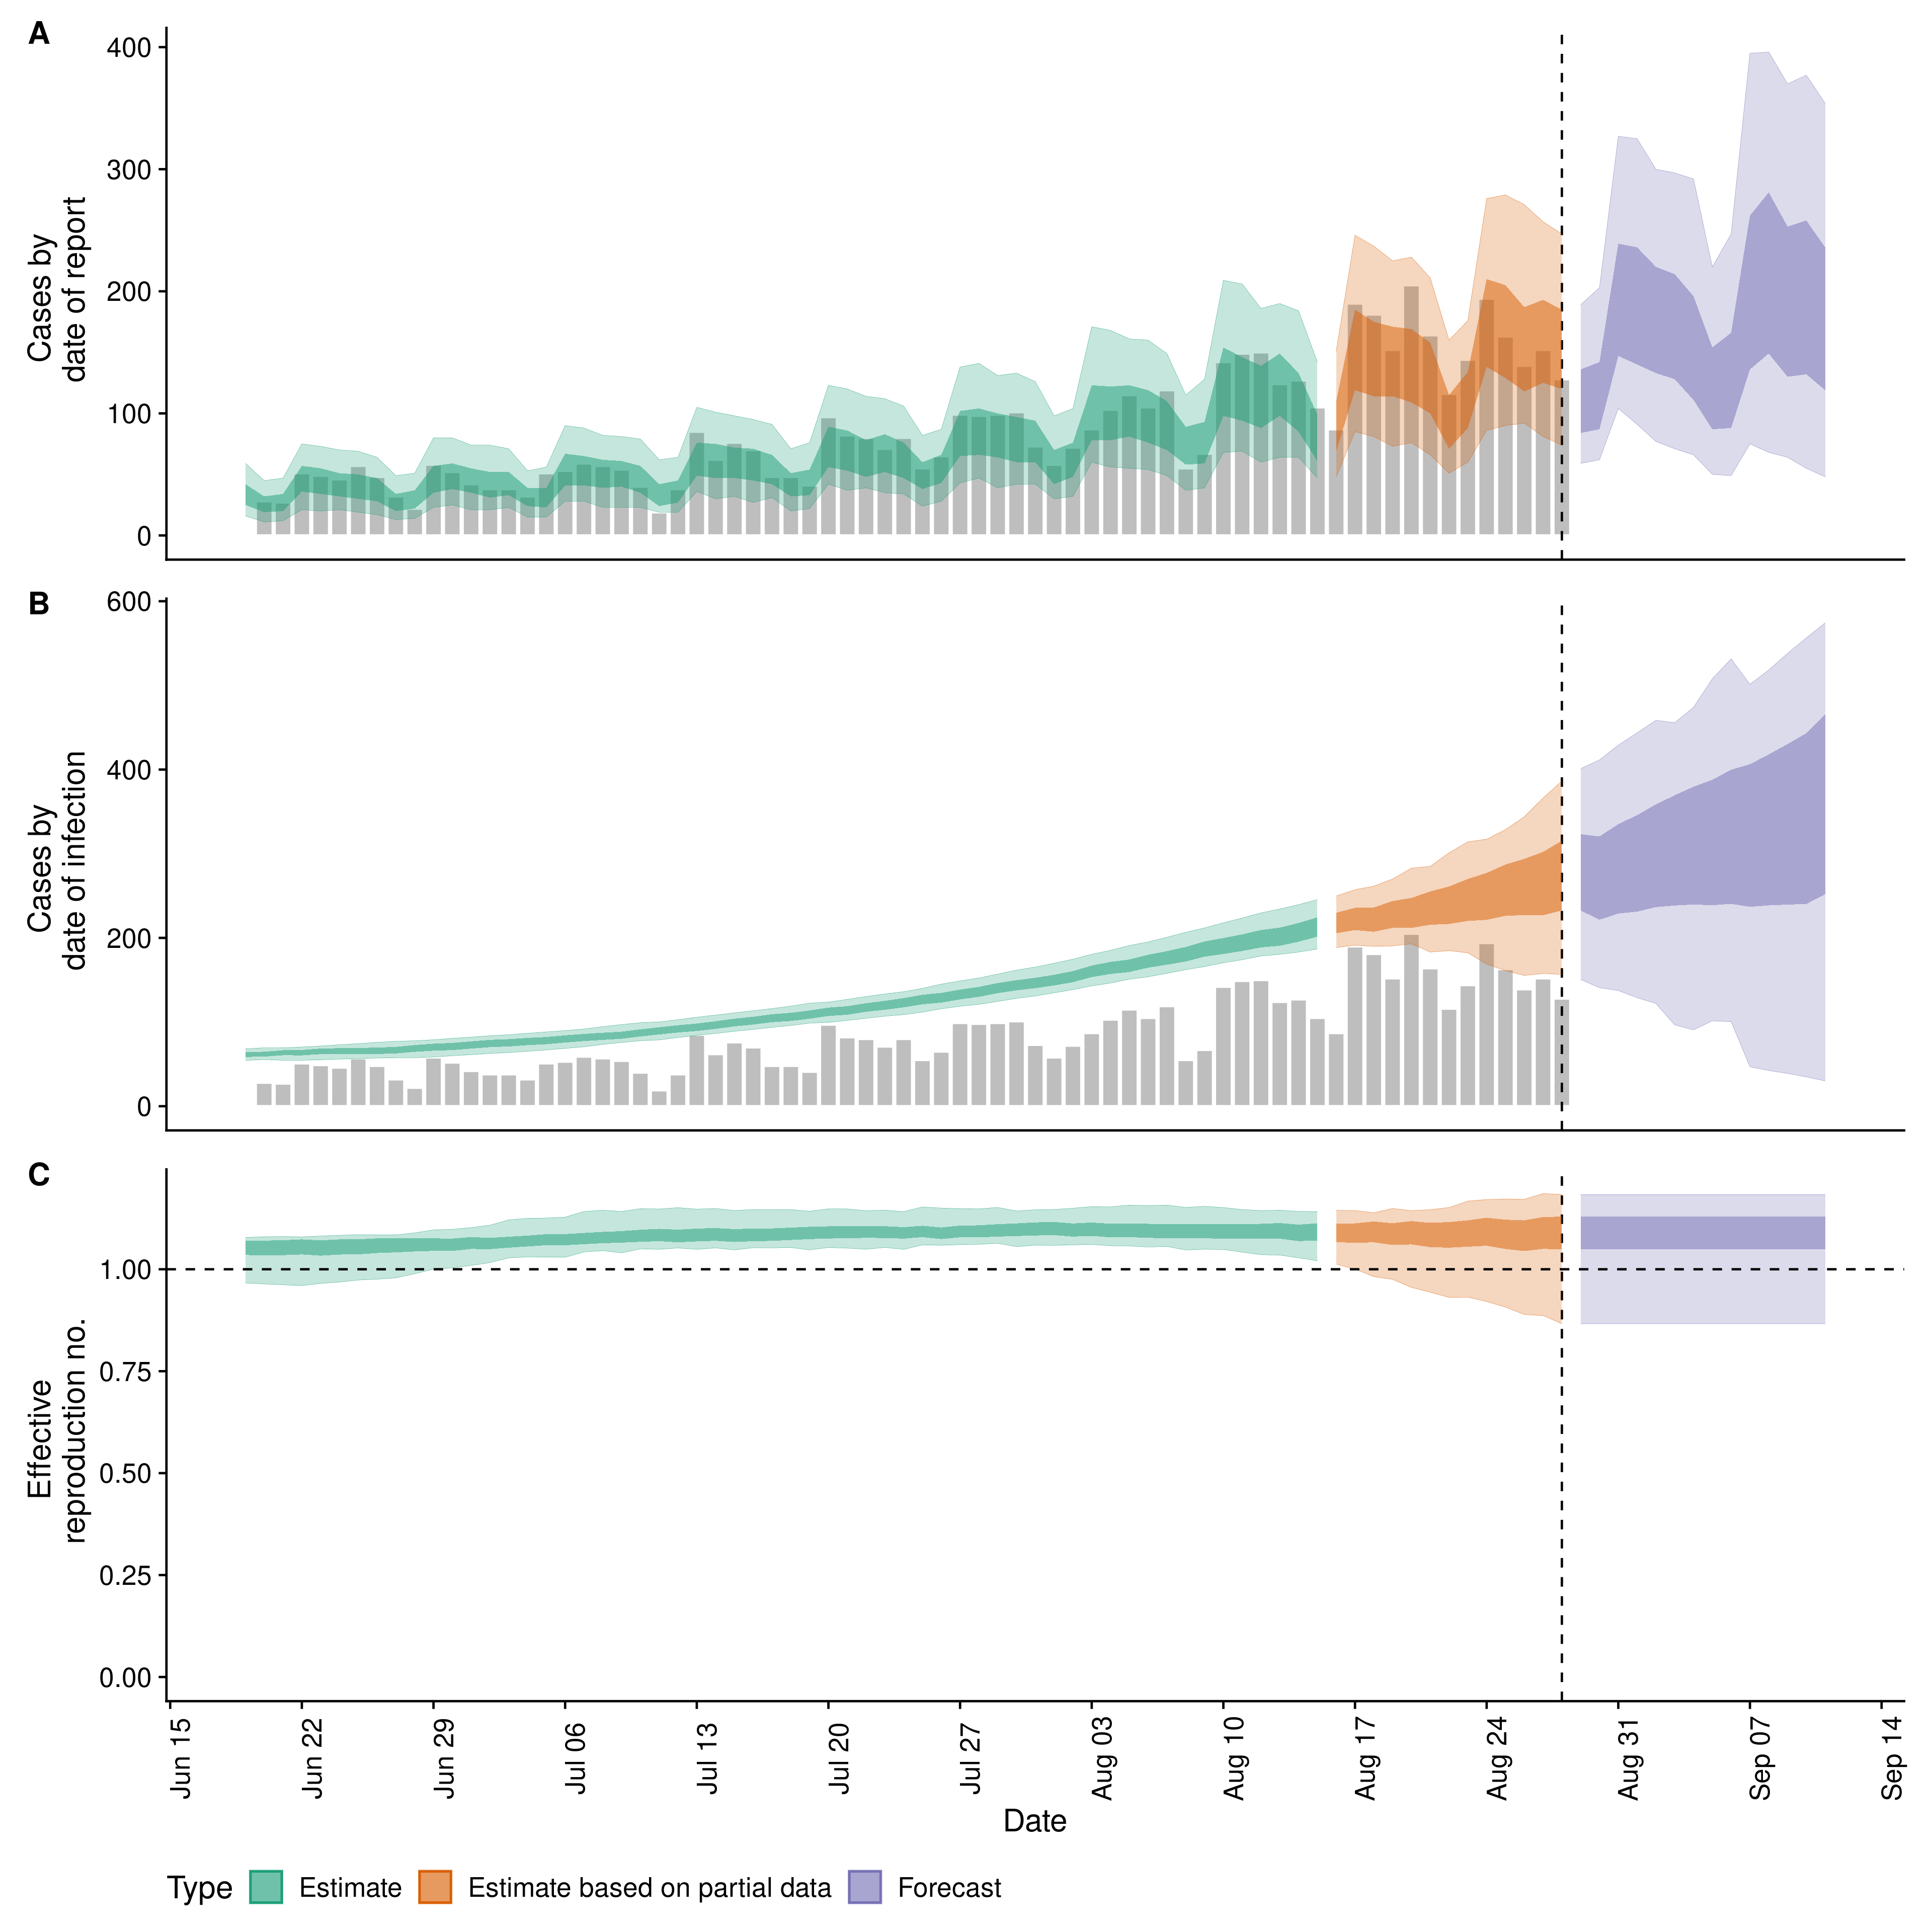 A
Cases by
date of report
400
300
200
100
0
B
Cases by
date of infection
600
400
200
0
C
Effective
reproduction no.
1.00
0.75
0.50
0.25
0.00
Jun 15
Jun 22
Jun 29
Jul 06
Jul 13
Jul 20
Jul 27
Aug 03
Aug 10
Aug 17
Aug 24
Aug 31
Sep 07
Sep 14
Date
Type Estimate Estimate based on partial data Forecast